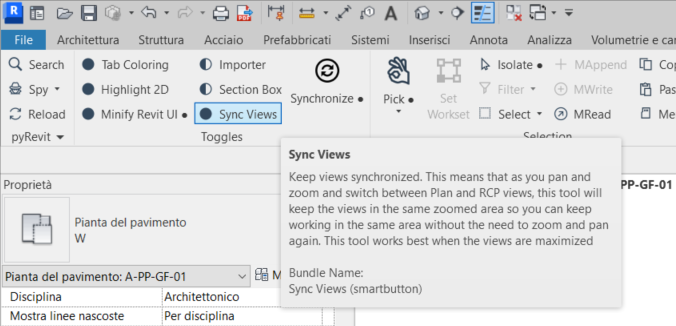 R
PDF
A
File Architettura Struttura Acciaio Prefabbricati Sistemi Inserisci Annota Analizza Volumetrie e
Search Tab Coloring Importer Isolate MAppend
Spy Highlight 2D Section Box Synchronize Pick Set Workset Filter MWrite
Reload Minify Revit UI Sync Views Select MRead
pyRevit Toggles Selection
Sync Views
Keep views synchronized. This means that as you pan and
zoom and switch between Plan and RCP views, this tool will
keep the views in the same zoomed area so you can keep
working in the same area without the need to zoom and pan
again. This tool works best when the views are maximized
Bundle Name:
Sync Views (smartbutton)
PP-GF-01
Proprietà
Pianta del pavimento
W
Pianta del pavimento: A-PP-GF-01
Disciplina Architettonico
Mostra linee nascoste Per disciplina